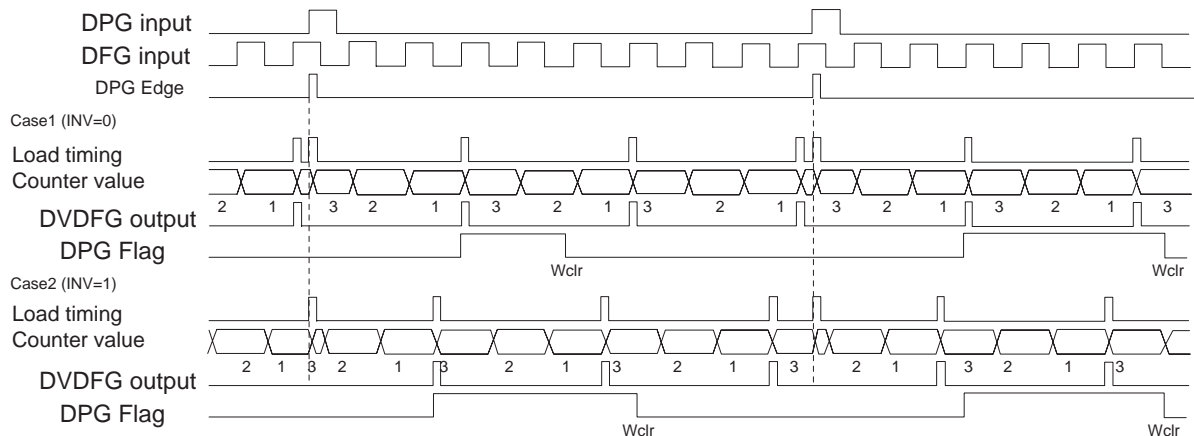 DPG input
DFG input
DPG Edge
Case1 (INV=0)
Load timing
Counter value
2 1 3 2 1 3 2 1 3 2 1 3 2 1 3 2 1 3
DVDFG output
DPG Flag
Wclr Wclr
Case2 (INV=1)
Load timing
Counter value
2 1 3 2 1 3 2 1 3 2 1 3 2 1 3 2 1 3
DVDFG output
DPG Flag
Wclr Wclr